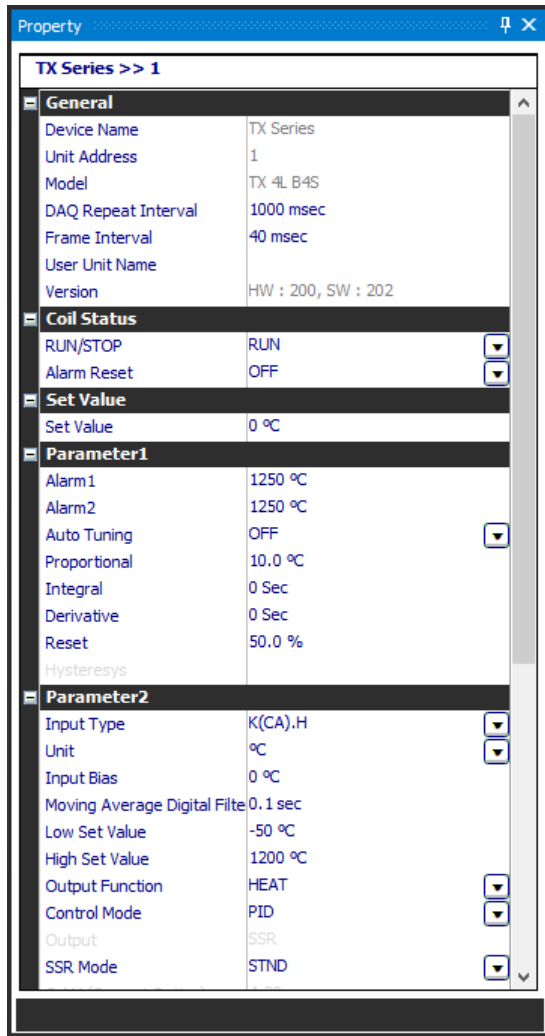 Property
TX Series >> 1
General
Device Name TX Series
Unit Address 1
Model TX 4L B4S
DAQ Repeat Interval 1000 msec
Frame Interval 40 msec
User Unit Name
Version HW : 200, SW : 202
Coil Status
RUN/STOP RUN
Alarm Reset OFF
Set Value
Set Value 0 ºC
Parameter1
Alarm1 1250 ºC
Alarm2 1250 ºC
Auto Tuning OFF
Proportional 10.0 ºC
Integral 0 Sec
Derivative 0 Sec
Reset 50.0 %
Hysteresys
Parameter2
Input Type K(CA).H
Unit ºC
Input Bias 0 ºC
Moving Average Digital Filte 0.1 sec
Low Set Value -50 ºC
High Set Value 1200 ºC
Output Function HEAT
Control Mode PID
Output SSR
SSR Mode STND